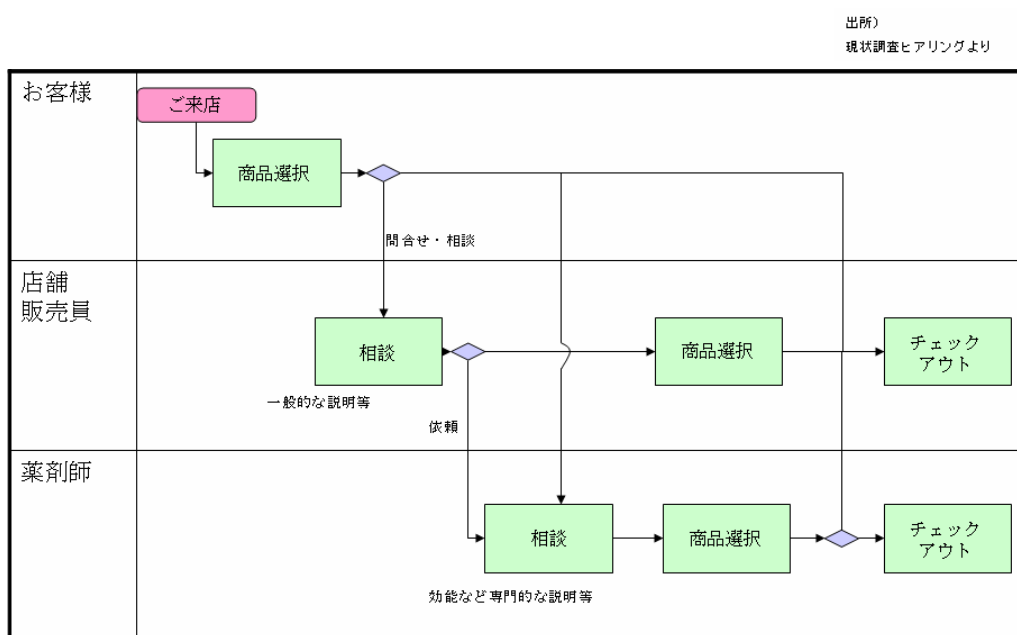 出所）
現状調査ヒアリングより
お客様
ご来店
商品選択
問合せ・相談
店舗
販売員
相談
商品選択
チェック
アウト
一般的な説明等
依頼
薬剤師
相談
商品選択
チェック
アウト
効能など専門的な説明等